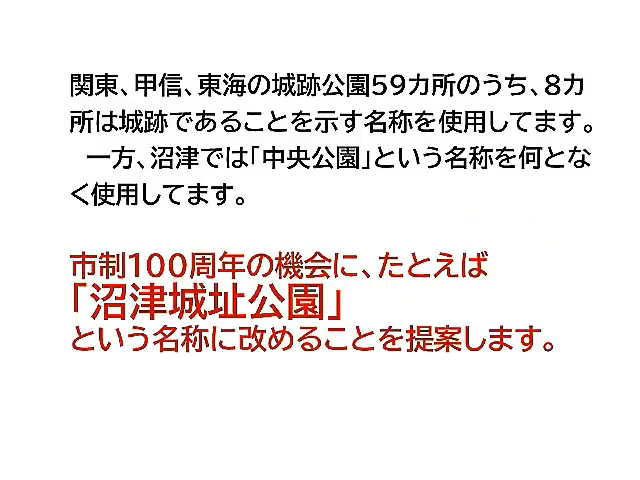 関東、甲信、東海の城跡公園59カ所のうち、8カ
所は城跡であることを示す名称を使用してます。
　一方、沼津では「中央公園」という名称を何とな
く使用してます。
市制100周年の機会に、たとえば
「沼津城址公園」
という名称に改めることを提案します。